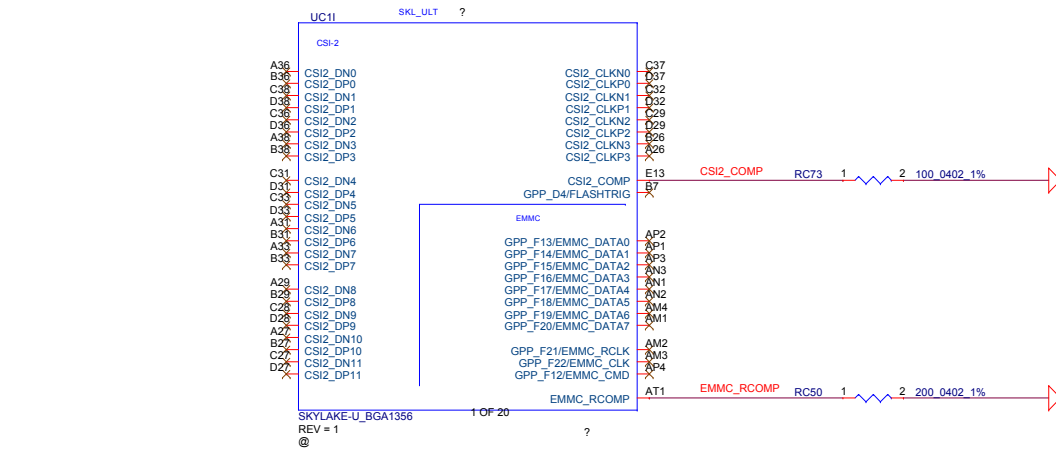 UC1I
SKL_ULT ?
CSI-2
A36 CSI2_DN0 CSI2_CLKN0 C37
B36 CSI2_DP0 CSI2_CLKP0 D37
C38 CSI2_DN1 CSI2_CLKN1 C32
D38 CSI2_DP1 CSI2_CLKP1 D32
C36 CSI2_DN2 CSI2_CLKN2 C29
D36 CSI2_DP2 CSI2_CLKP2 D29
A38 CSI2_DN3 CSI2_CLKN3 B26
B38 CSI2_DP3 CSI2_CLKP3 A26
C31 CSI2_DN4 CSI2_COMP E13 CSI2_COMP RC73 1 2 100_0402_1%
D31 CSI2_DP4 GPP_D4/FLASHTRIG B7
C33 CSI2_DN5
D33 CSI2_DP5 EMMC
A31 CSI2_DN6
B31 CSI2_DP6 GPP_F13/EMMC_DATA0 AP2
A33 CSI2_DN7 GPP_F14/EMMC_DATA1 AP1
B33 CSI2_DP7 GPP_F15/EMMC_DATA2 AP3
GPP_F16/EMMC_DATA3 AN3
A29 CSI2_DN8 GPP_F17/EMMC_DATA4 AN1
B29 CSI2_DP8 GPP_F18/EMMC_DATA5 AN2
C28 CSI2_DN9 GPP_F19/EMMC_DATA6 AM4
D28 CSI2_DP9 GPP_F20/EMMC_DATA7 AM1
A27 CSI2_DN10
B27 CSI2_DP10 GPP_F21/EMMC_RCLK AM2
C27 CSI2_DN11 GPP_F22/EMMC_CLK AM3
D27 CSI2_DP11 GPP_F12/EMMC_CMD AP4
EMMC_RCOMP AT1 EMMC_RCOMP RC50 1 2 200_0402_1%
SKYLAKE-U_BGA1356 1 OF 20
REV = 1 ?
@